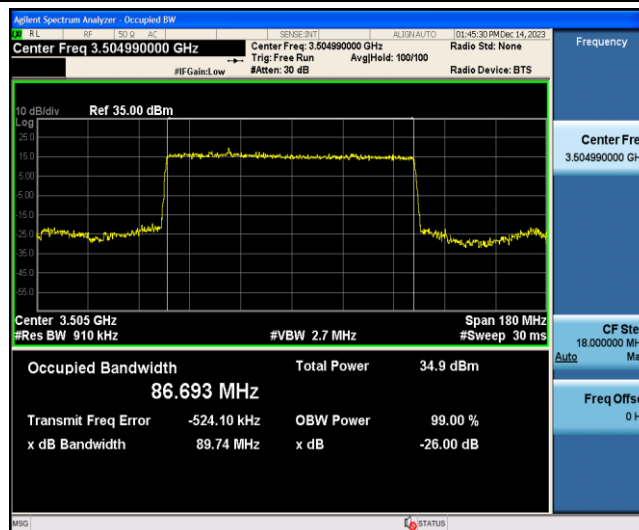 Agilent Spectrum Analyzer - Occupied BW
RL RF 50 Ω AC SENSE:INT ALIGN AUTO 01:45:30 PM Dec 14, 2023
Center Freq 3.504990000 GHz
Center Freq: 3.504990000 GHz
Radio Std: None
Trig: Free Run Avg|Hold: 100/100
#IFGain:Low #Atten: 30 dB Radio Device: BTS
10 dB/div Ref 35.00 dBm
Log
25.0
15.0
5.00
-5.00
-15.0
-25.0
-35.0
-45.0
-55.0
Center 3.505 GHz Span 180 MHz
#Res BW 910 kHz #VBW 2.7 MHz #Sweep 30 ms
Occupied Bandwidth Total Power 34.9 dBm
86.693 MHz
Transmit Freq Error -524.10 kHz OBW Power 99.00 %
x dB Bandwidth 89.74 MHz x dB -26.00 dB
MSG STATUS
Frequency
Center Fre
3.504990000 GH
CF Ste
18.000000 MH
Auto Ma
Freq Offs
0 H